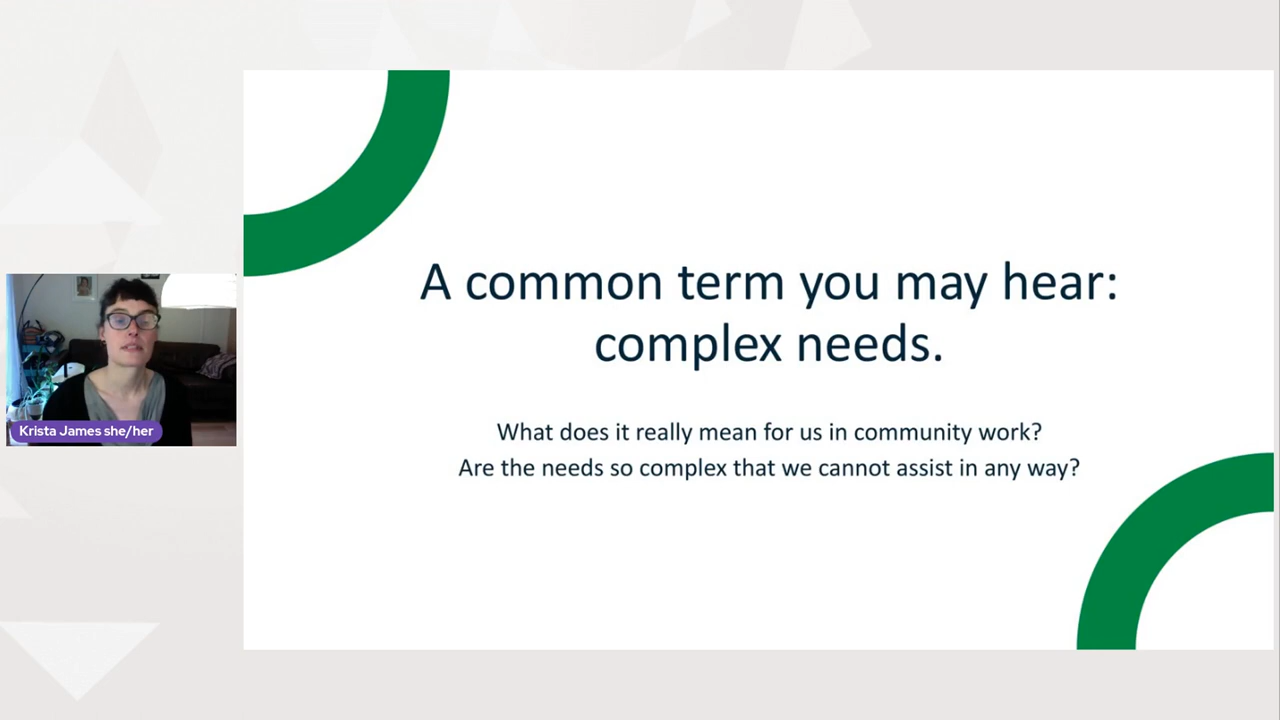 A common term you may hear:
complex needs.
What does it really mean for us in community work?
Are the needs so complex that we cannot assist in any way?
Krista James she/her